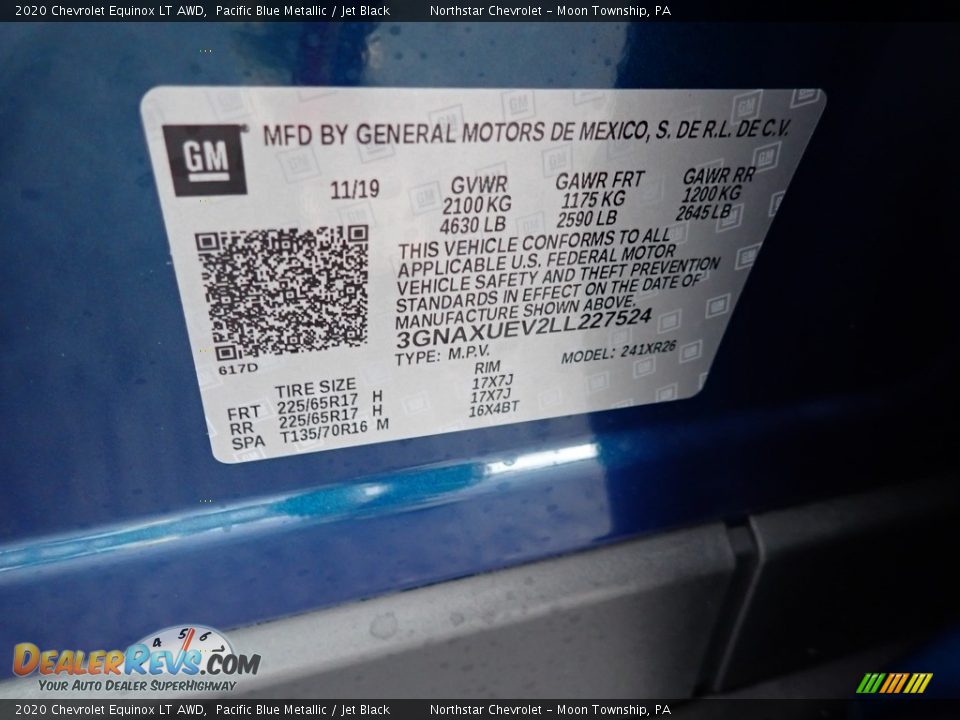 2020 Chevrolet Equinox LT AWD, Pacific Blue Metallic / Jet Black Northstar Chevrolet - Moon Township, PA
GM
MFD BY GENERAL MOTORS DE MEXICO, S. DE R.L. DE C.V.
11/19 GVWR GAWR FRT GAWR RR
2100 KG 1175 KG 1200 KG
4630 LB 2590 LB 2645 LB
THIS VEHICLE CONFORMS TO ALL
APPLICABLE U.S. FEDERAL MOTOR
VEHICLE SAFETY AND THEFT PREVENTION
STANDARDS IN EFFECT ON THE DATE OF
MANUFACTURE SHOWN ABOVE.
3GNAXUEV2LL227524
617D
TYPE: M.P.V. MODEL: 241XR26
TIRE SIZE RIM
FRT 225/65R17 H 17X7J
RR 225/65R17 H 17X7J
SPA T135/70R16 M 16X4BT
4 5 6 7
DEALERREVS.COM
YOUR AUTO DEALER SUPERHIGHWAY
2020 Chevrolet Equinox LT AWD, Pacific Blue Metallic / Jet Black Northstar Chevrolet - Moon Township, PA